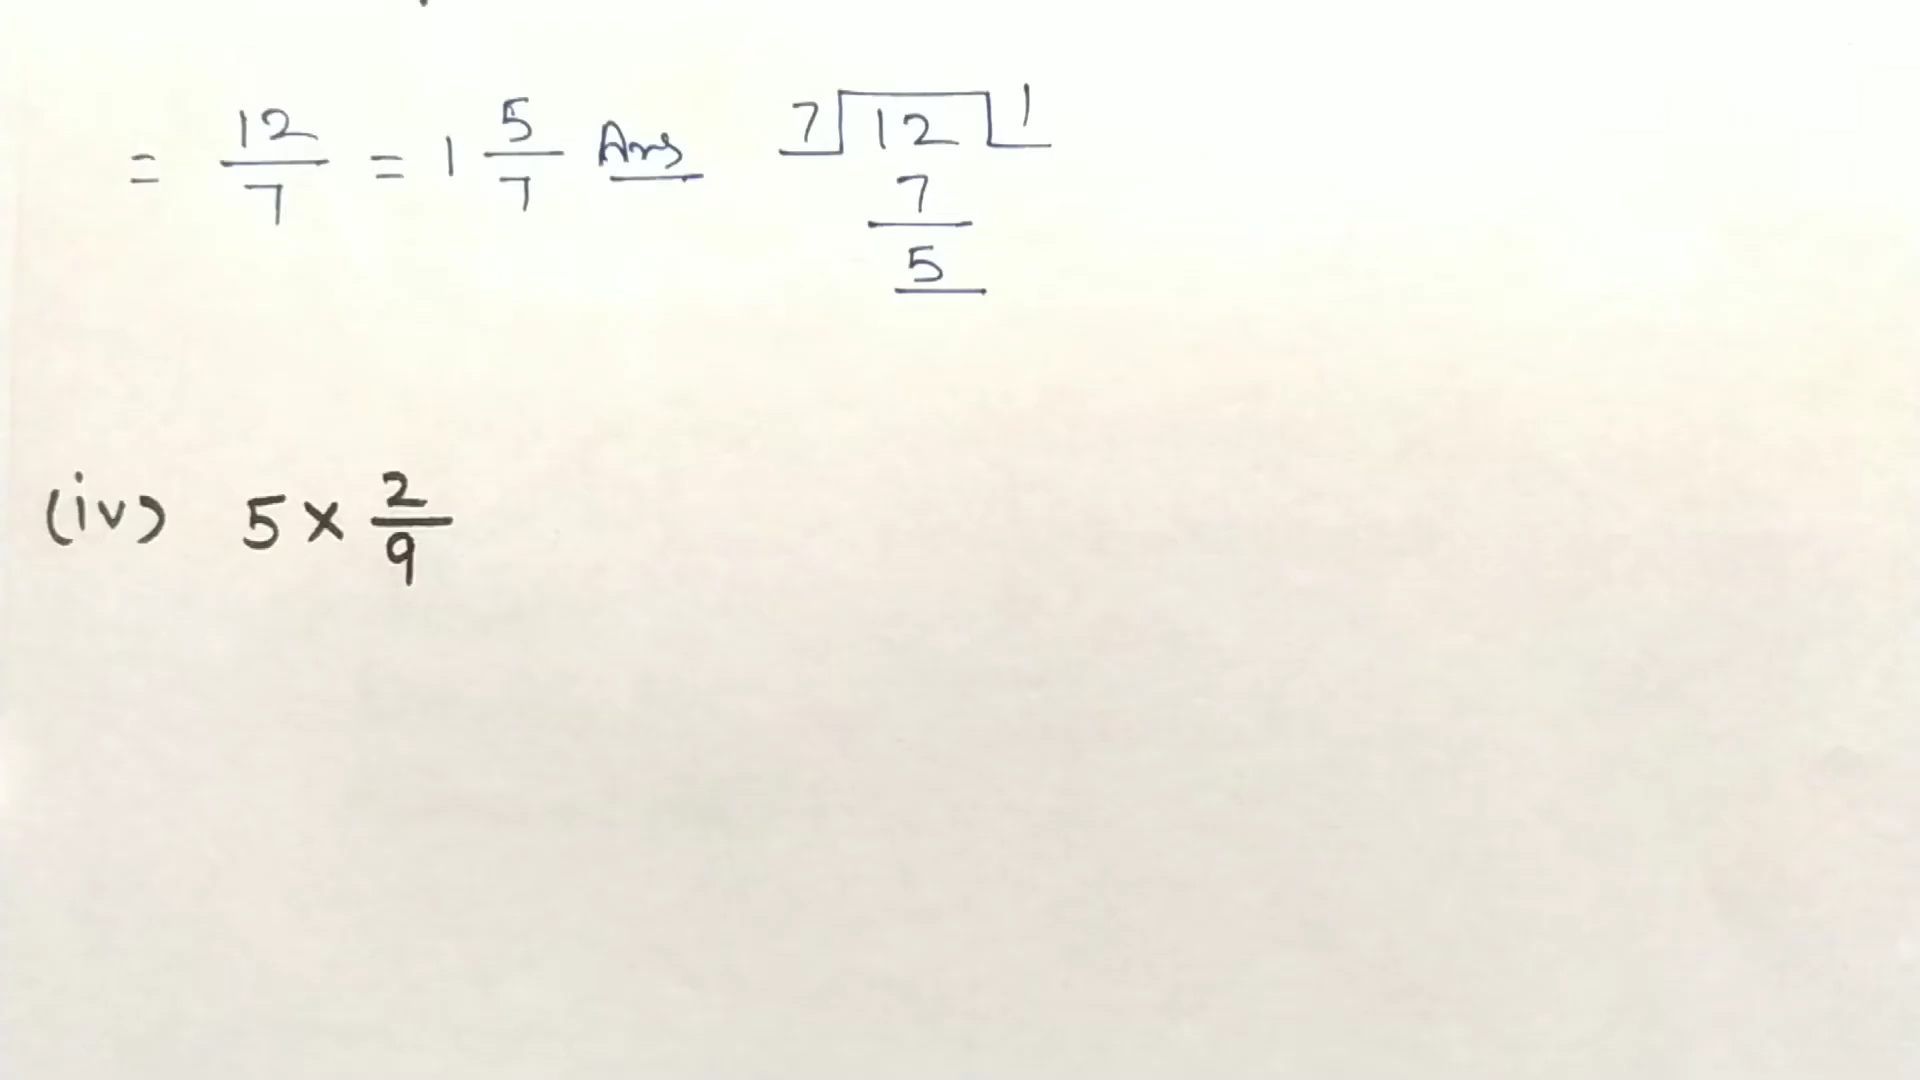 = 12/7 = 1 5/7 Ans 7 12 1
7
5
(iv) 5 × 2/9